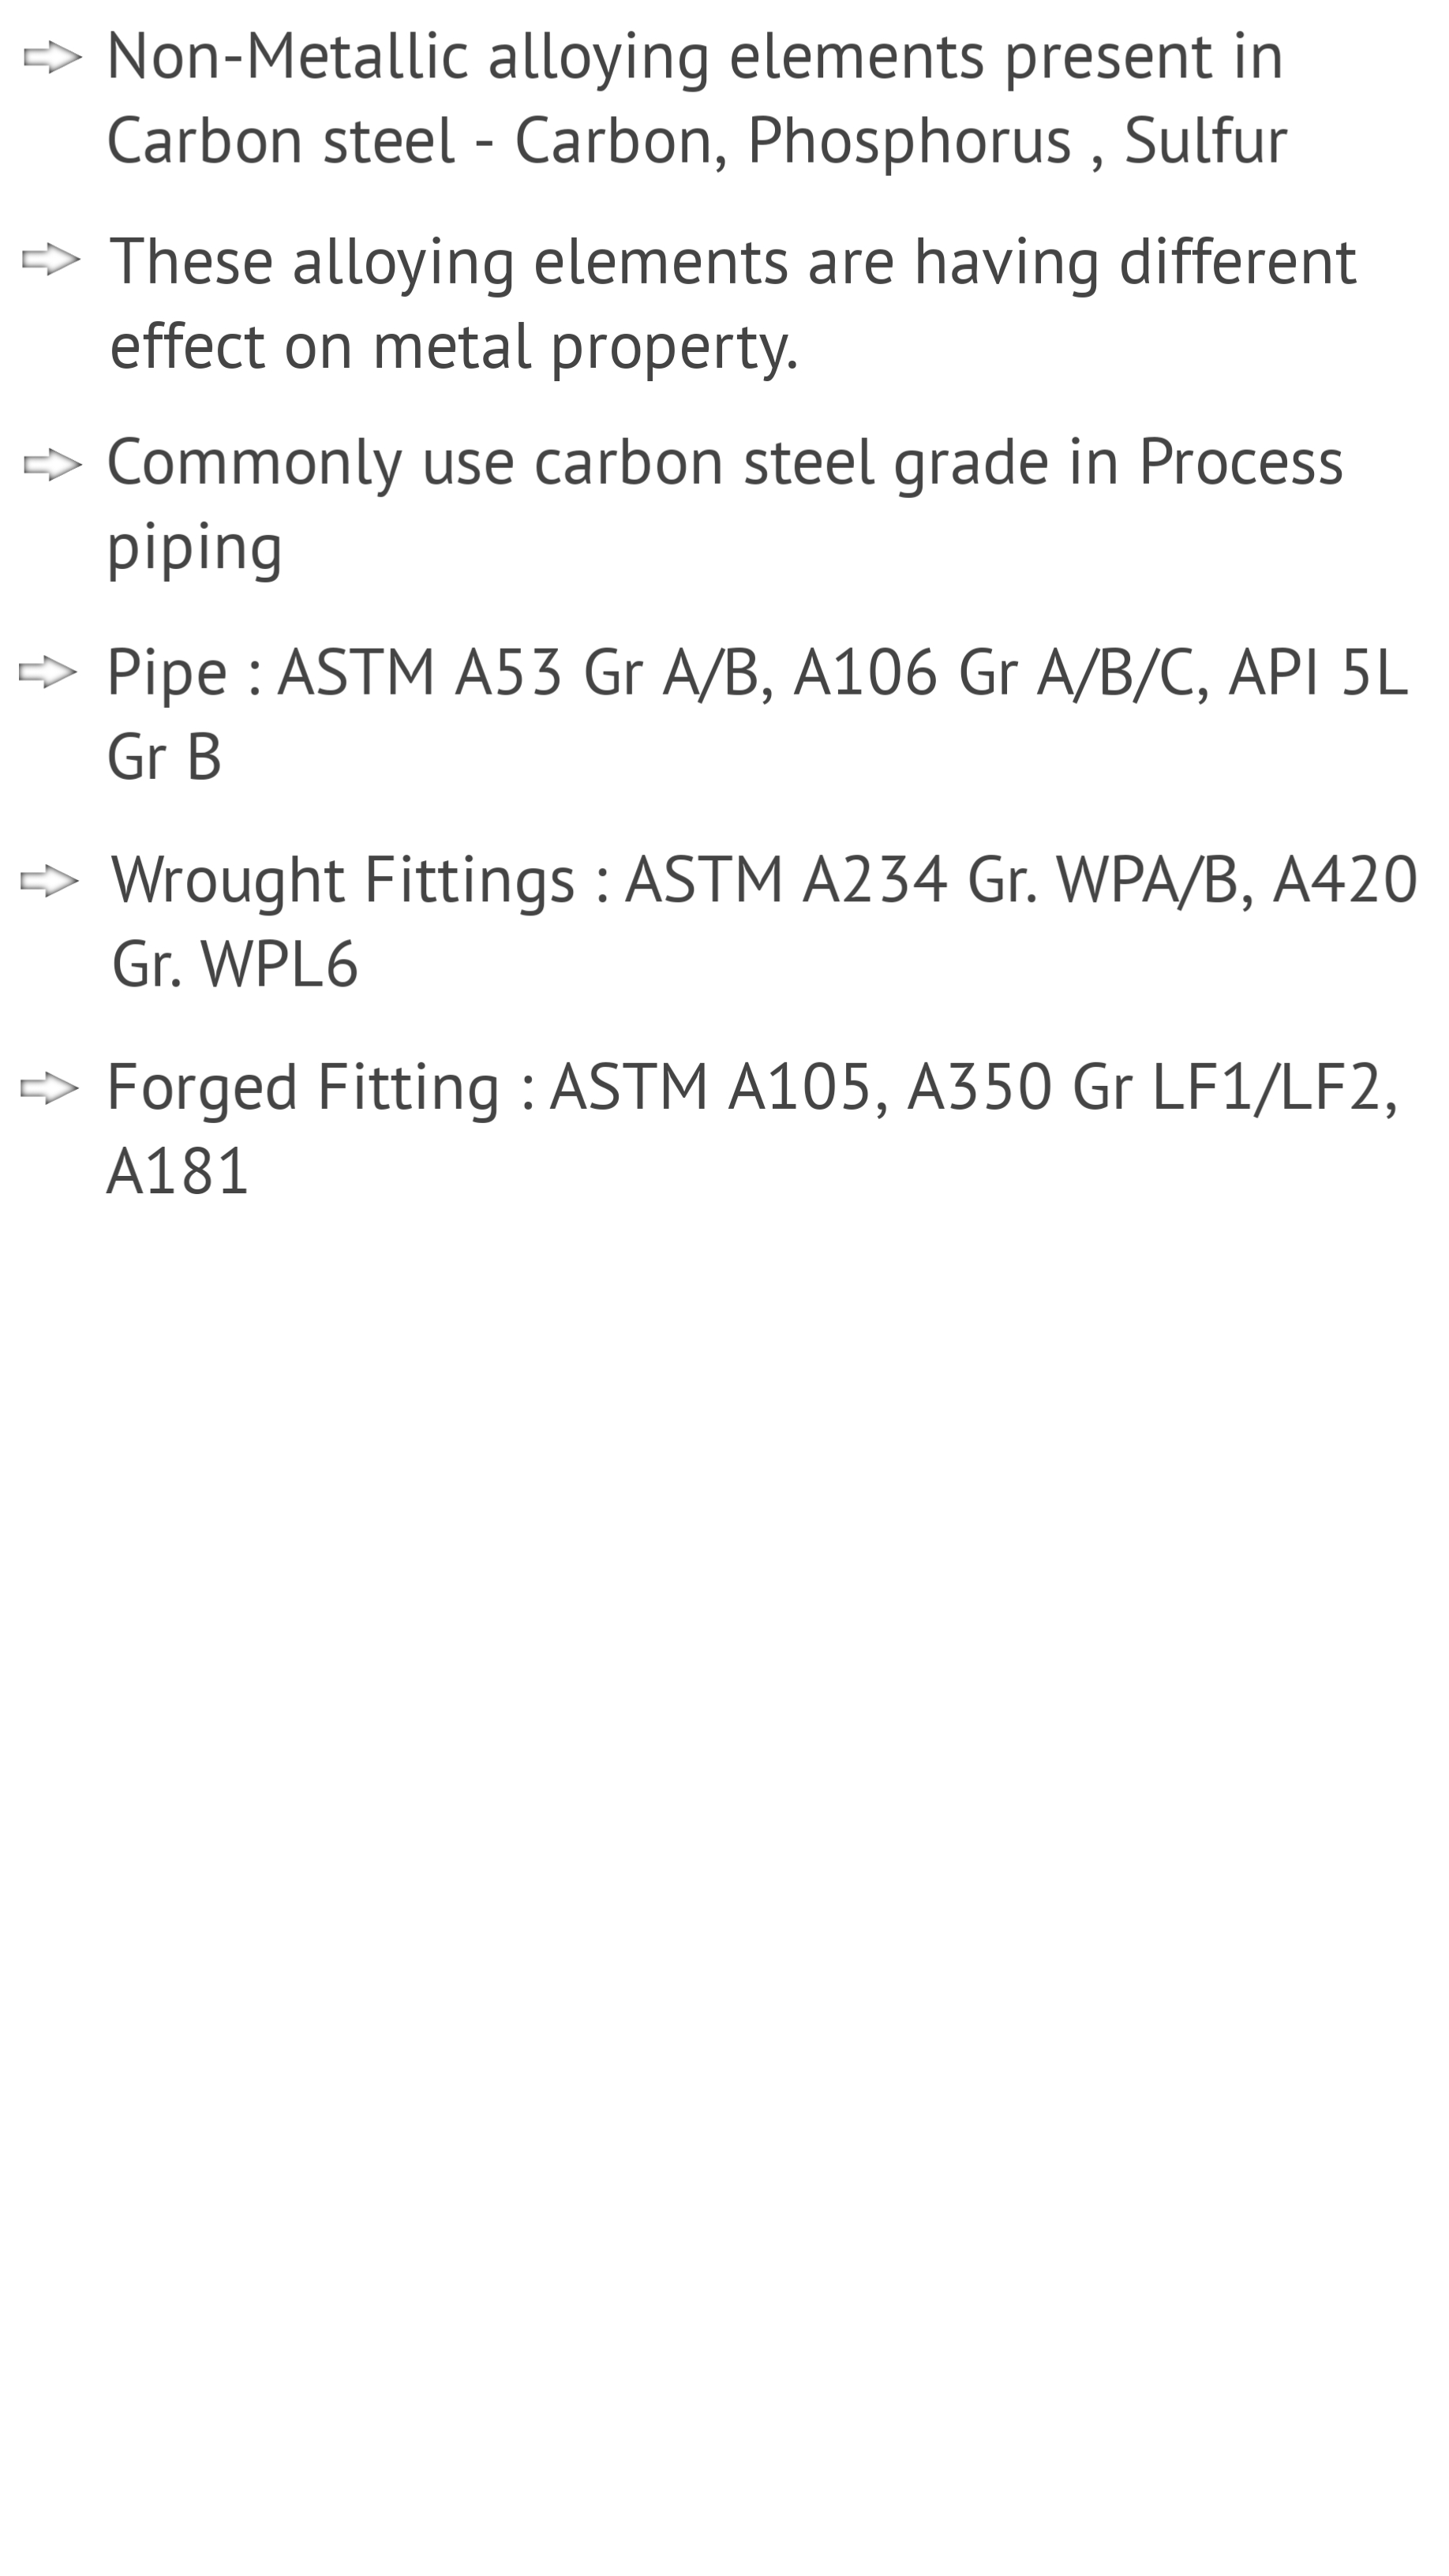 Non-Metallic alloying elements present in
Carbon steel - Carbon, Phosphorus , Sulfur
These alloying elements are having different
effect on metal property.
Commonly use carbon steel grade in Process
piping
Pipe : ASTM A53 Gr A/B, A106 Gr A/B/C, API 5L
Gr B
Wrought Fittings : ASTM A234 Gr. WPA/B, A420
Gr. WPL6
Forged Fitting : ASTM A105, A350 Gr LF1/LF2,
A181